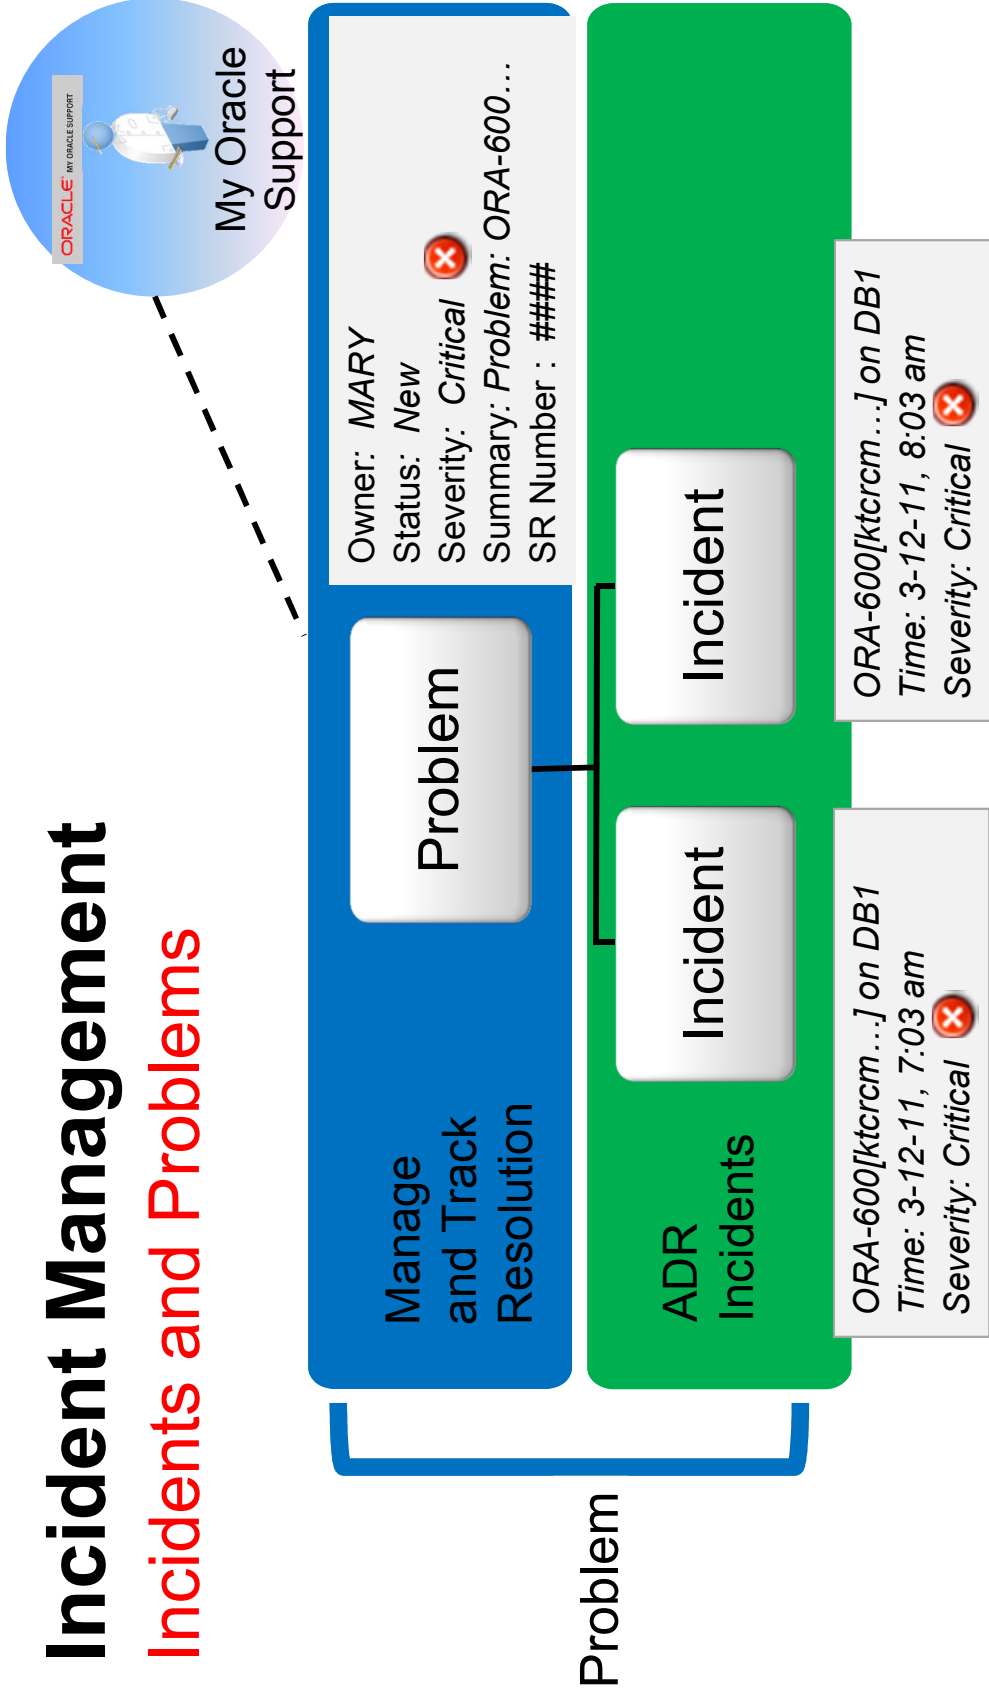 Incident Management
Incidents and Problems
ORACLE MY ORACLE SUPPORT
My Oracle
Support
Problem
Manage
and Track
Resolution
Problem
Owner: MARY
Status: New
Severity: Critical
Summary: Problem: ORA-600…
SR Number : ####
ADR
Incidents
Incident
Incident
ORA-600[ktcrcm…] on DB1
Time: 3-12-11, 7:03 am
Severity: Critical
ORA-600[ktcrcm…] on DB1
Time: 3-12-11, 8:03 am
Severity: Critical